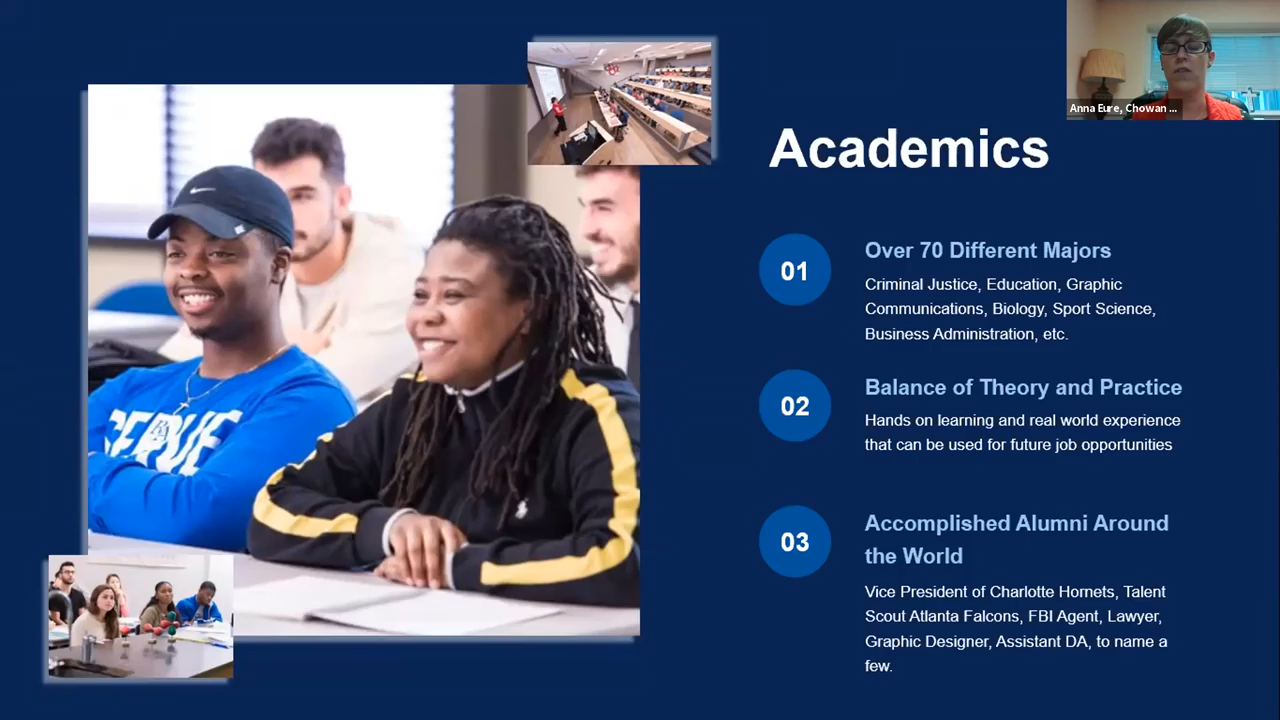 Anna Eure, Chowan ...
Academics
01
Over 70 Different Majors
Criminal Justice, Education, Graphic
Communications, Biology, Sport Science,
Business Administration, etc.
02
Balance of Theory and Practice
Hands on learning and real world experience
that can be used for future job opportunities
03
Accomplished Alumni Around
the World
Vice President of Charlotte Hornets, Talent
Scout Atlanta Falcons, FBI Agent, Lawyer,
Graphic Designer, Assistant DA, to name a
few.
SERVE